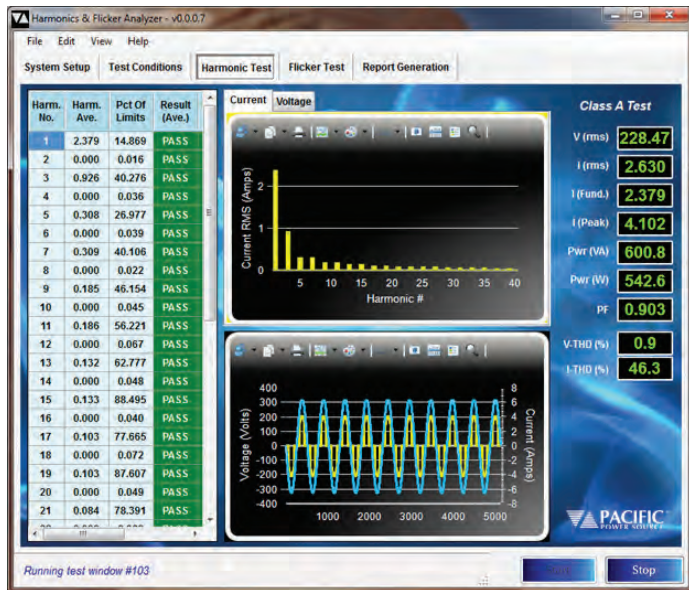 Harmonics & Flicker Analyzer - v0.0.0.7
File Edit View Help
System Setup Test Conditions Harmonic Test Flicker Test Report Generation
Harm. No. Harm. Ave. Pct Of Limits Result (Ave.)
1 2.379 14.869 PASS
2 0.000 0.016 PASS
3 0.926 40.276 PASS
4 0.000 0.036 PASS
5 0.308 26.977 PASS
6 0.000 0.039 PASS
7 0.309 40.106 PASS
8 0.000 0.022 PASS
9 0.185 46.154 PASS
10 0.000 0.045 PASS
11 0.186 56.221 PASS
12 0.000 0.067 PASS
13 0.132 62.777 PASS
14 0.000 0.048 PASS
15 0.133 88.495 PASS
16 0.000 0.040 PASS
17 0.103 77.665 PASS
18 0.000 0.072 PASS
19 0.103 87.607 PASS
20 0.000 0.049 PASS
21 0.084 78.391 PASS
Current Voltage
Current RMS (Amps)
2
1
0
5 10 15 20 25 30 35 40
Harmonic #
Voltage (Volts)
400
300
200
100
0
-100
-200
-300
-400
8
6
4
2
0
-2
-4
-6
-8
Current (Amps)
1000 2000 3000 4000 5000
Class A Test
V (rms) 228.47
I (rms) 2.630
I (Fund.) 2.379
I (Peak) 4.102
Pwr (VA) 600.8
Pwr (W) 542.6
PF 0.903
V-THD (%) 0.9
I-THD (%) 46.3
PACIFIC
POWER SOURCE
Running test window #103
Stop